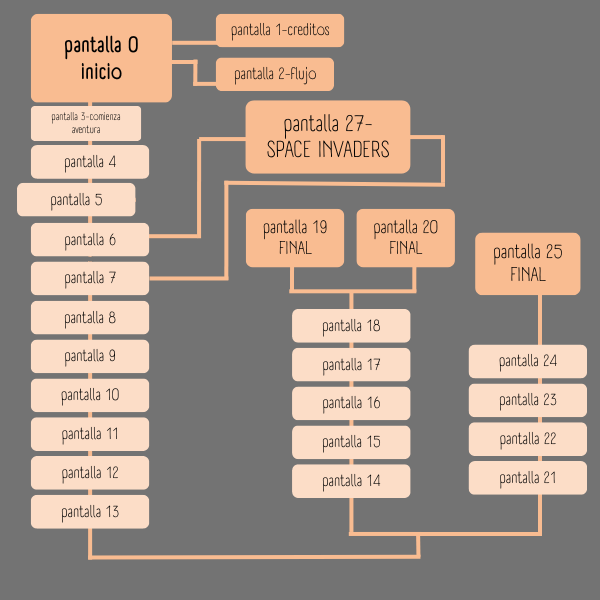 pantalla 0
inicio
pantalla 1-creditos
pantalla 2-flujo
pantalla 3-comienza
aventura
pantalla 4
pantalla 5
pantalla 6
pantalla 7
pantalla 8
pantalla 9
pantalla 10
pantalla 11
pantalla 12
pantalla 13
pantalla 27-
SPACE INVADERS
pantalla 19
FINAL
pantalla 20
FINAL
pantalla 18
pantalla 17
pantalla 16
pantalla 15
pantalla 14
pantalla 25
FINAL
pantalla 24
pantalla 23
pantalla 22
pantalla 21